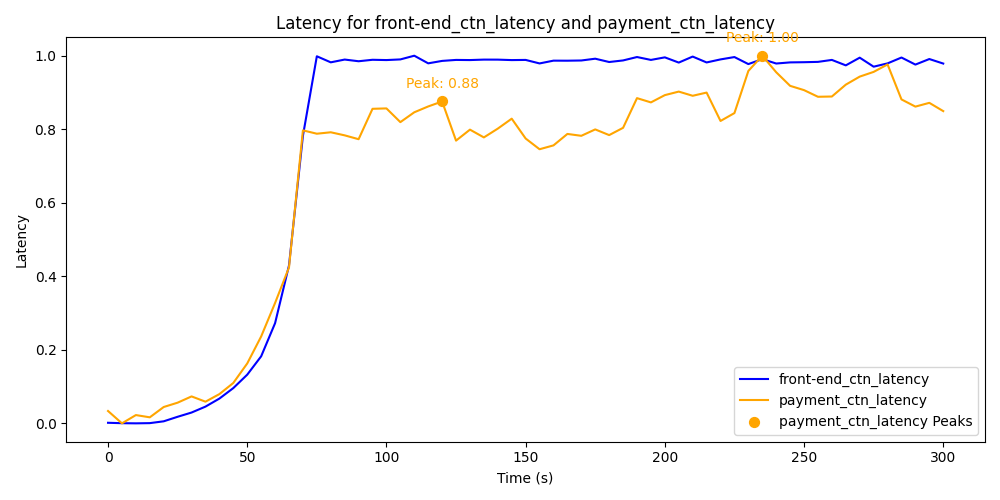 Latency for front-end_ctn_latency and payment_ctn_latency
Peak: 1.00
Peak: 0.88
Latency
1.0
0.8
0.6
0.4
0.2
0.0
0 50 100 150 200 250 300
Time (s)
front-end_ctn_latency
payment_ctn_latency
payment_ctn_latency Peaks